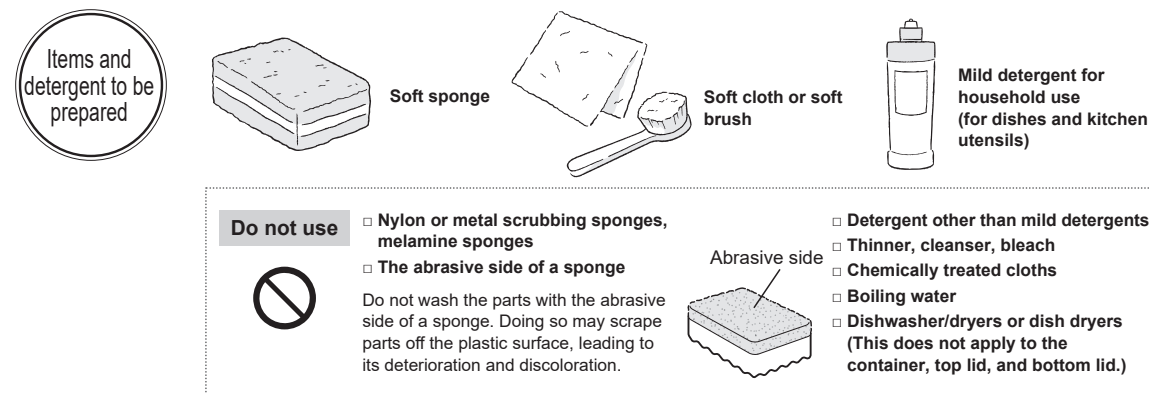 Items and
detergent to be
prepared
Soft sponge
Soft cloth or soft
brush
Mild detergent for
household use
(for dishes and kitchen
utensils)
Do not use
□ Nylon or metal scrubbing sponges,
melamine sponges
□ The abrasive side of a sponge
Do not wash the parts with the abrasive
side of a sponge. Doing so may scrape
parts off the plastic surface, leading to
its deterioration and discoloration.
Abrasive side
□ Detergent other than mild detergents
□ Thinner, cleanser, bleach
□ Chemically treated cloths
□ Boiling water
□ Dishwasher/dryers or dish dryers
(This does not apply to the
container, top lid, and bottom lid.)